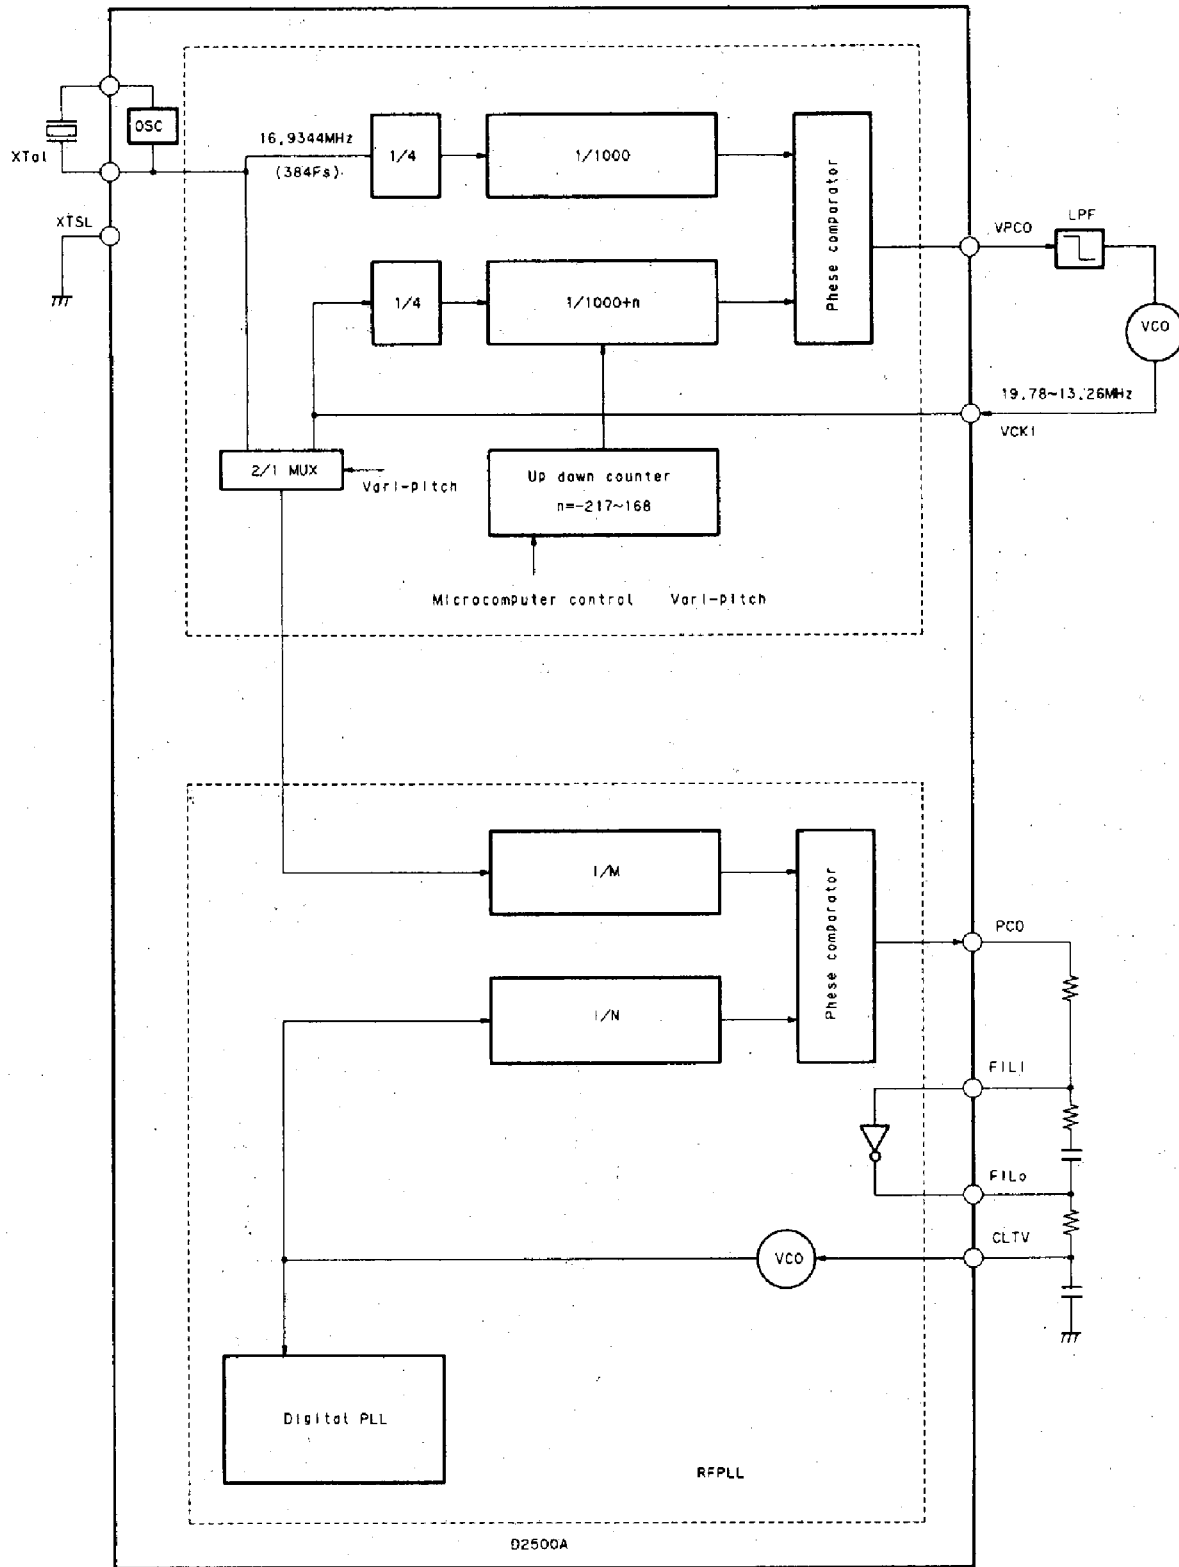 OSC
XTal
16.9344MHz
(384Fs)
1/4
1/1000
Phese comparator
XTSL
VPCO
LPF
1/4
1/1000+n
VCO
19.78~13.26MHz
VCKI
2/1 MUX
Vari-pitch
Up down counter
n=-217~168
Microcomputer control Vari-pitch
1/M
Phese comparator
PCO
1/N
FILI
FILo
CLTV
VCO
Digital PLL
RFPLL
D2500A